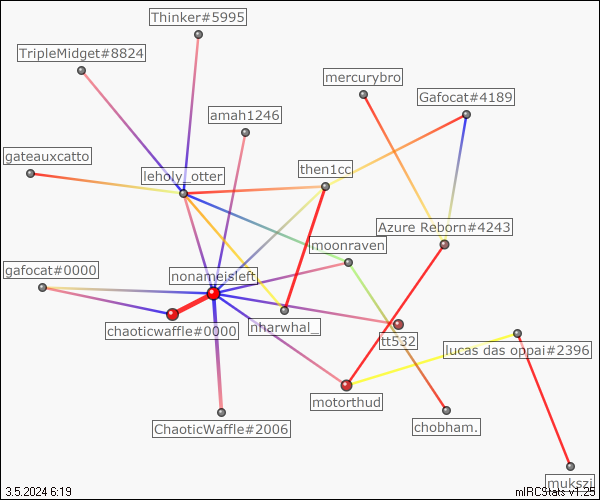 Thinker#5995
TripleMidget#8824
mercurybro
Gafocat#4189
amah1246
gateauxcatto
then1cc
leholy_otter
Azure Reborn#4243
moonraven
gafocat#0000
nonamejsleft
chaoticwaffle#0000
nharwhal_
tt532
lucas das oppai#2396
motorthud
ChaoticWaffle#2006
chobham.
mukszi
3.5.2024 6:19
mIRCStats v1.25